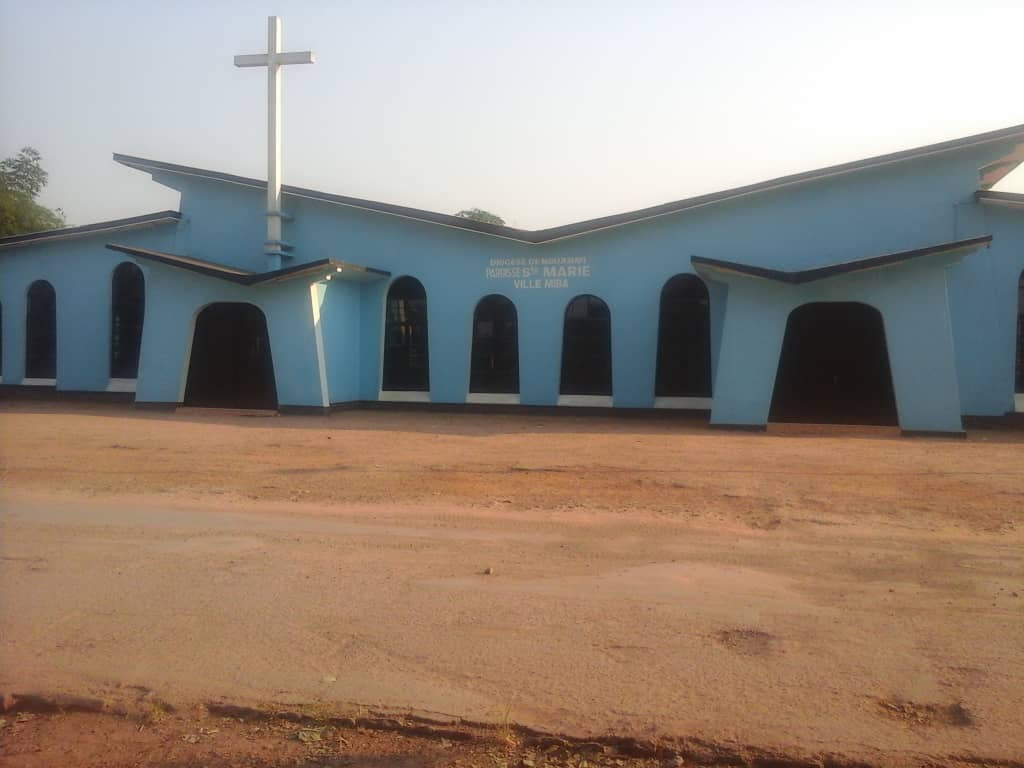 DIOCESE DE MBUJIMAYI
PAROISSE STE MARIE
VILLE MIBA